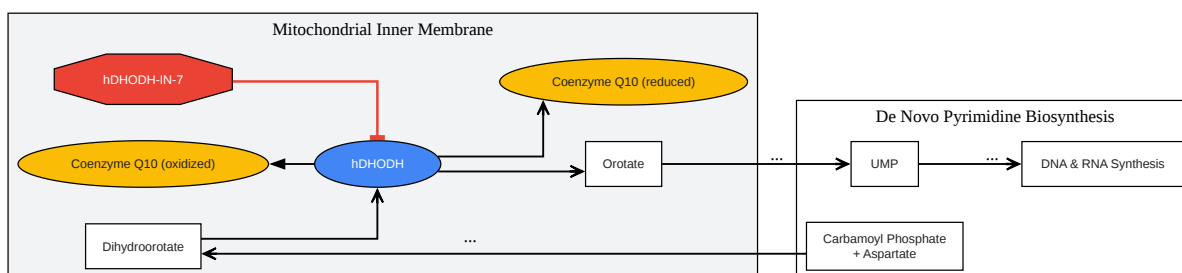 Mitochondrial Inner Membrane
hDHODH-IN-7
Coenzyme Q10 (reduced)
De Novo Pyrimidine Biosynthesis
Coenzyme Q10 (oxidized)
hDHODH
Orotate
...
UMP
...
DNA & RNA Synthesis
Dihydroorotate
...
Carbamoyl Phosphate
+ Aspartate